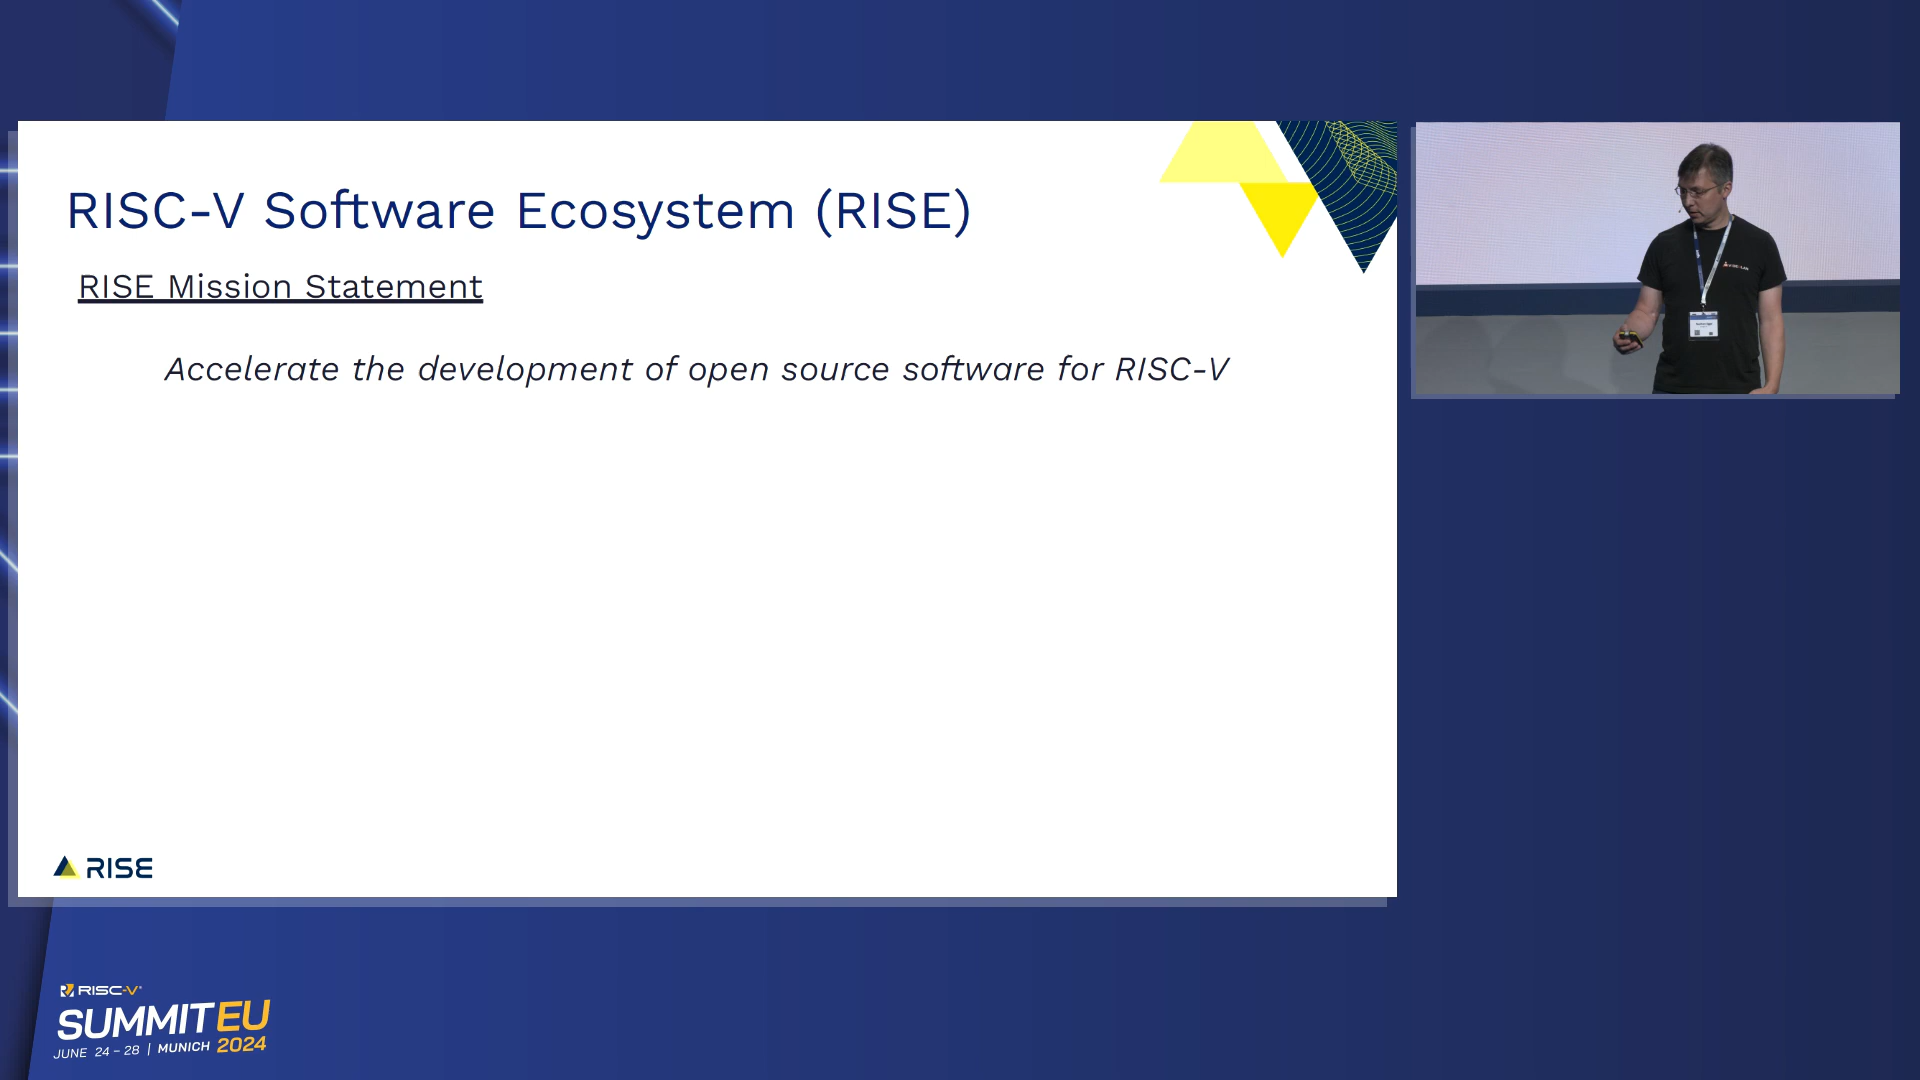 RISC-V Software Ecosystem (RISE)
RISE Mission Statement
Accelerate the development of open source software for RISC-V
RISE
RISC-V
SUMMIT EU
JUNE 24 – 28 | MUNICH 2024